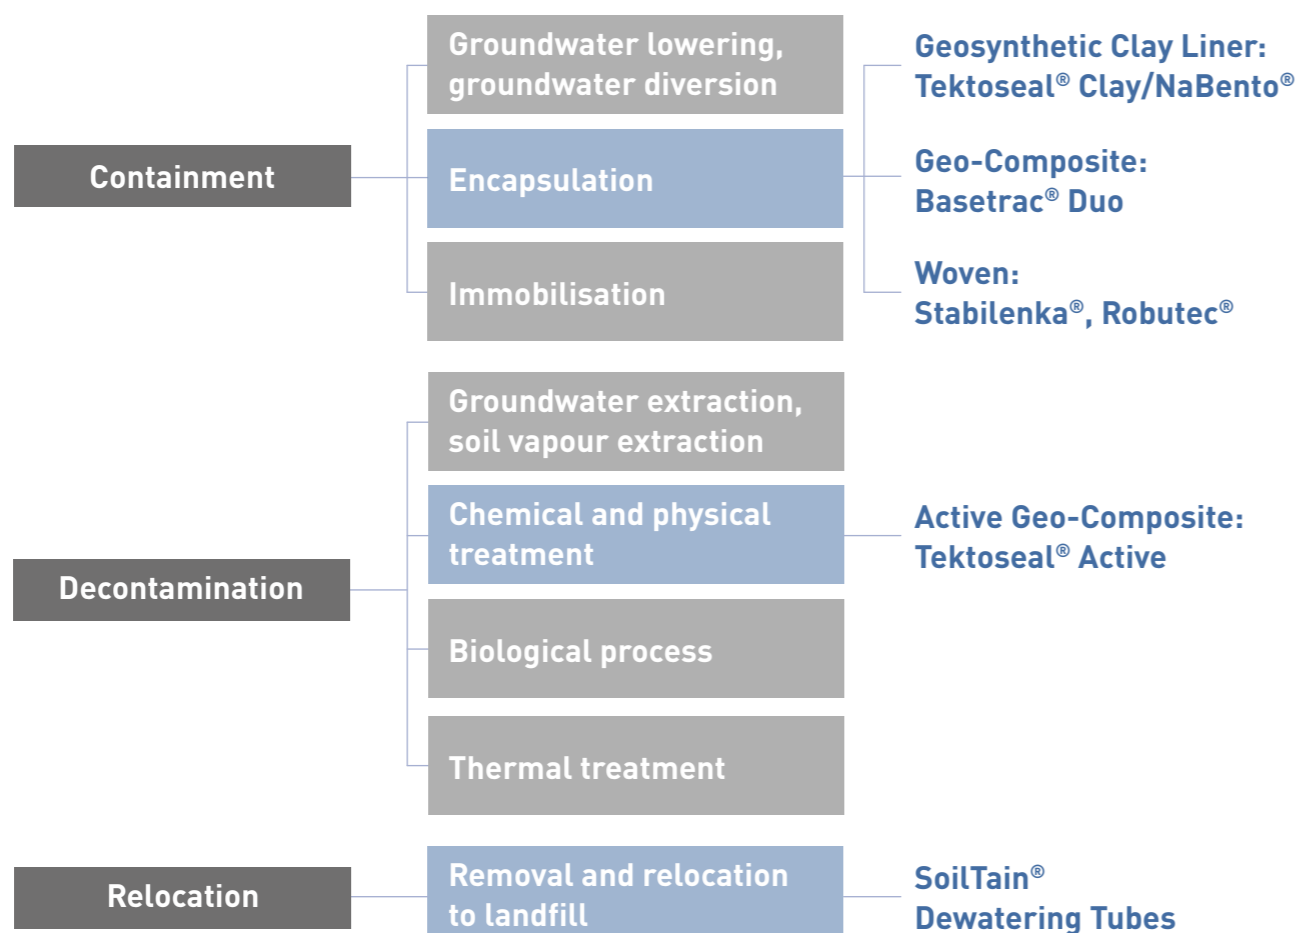 Containment
Groundwater lowering,
groundwater diversion
Encapsulation
Immobilisation
Geosynthetic Clay Liner:
Tektoseal® Clay/NaBento®
Geo-Composite:
Basetrac® Duo
Woven:
Stabilenka®, Robutec®
Decontamination
Groundwater extraction,
soil vapour extraction
Chemical and physical
treatment
Biological process
Thermal treatment
Active Geo-Composite:
Tektoseal® Active
Relocation
Removal and relocation
to landfill
SoilTain®
Dewatering Tubes